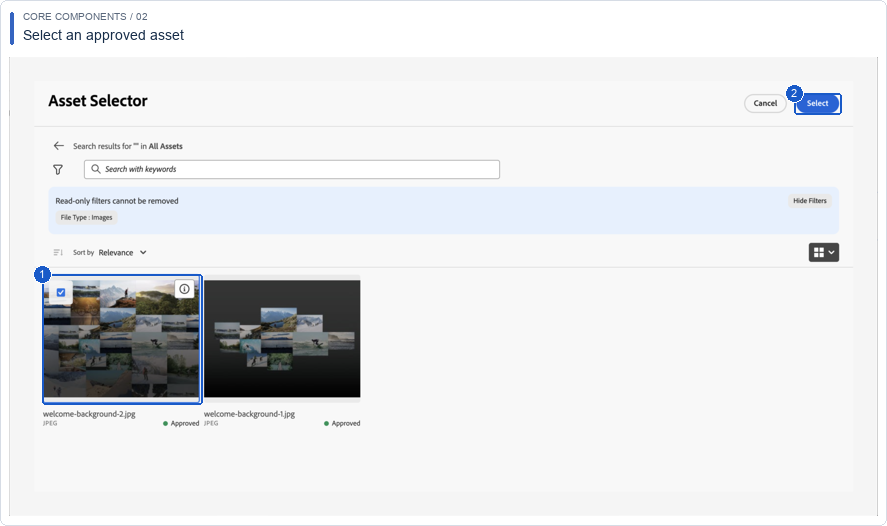 CORE COMPONENTS / 02
Select an approved asset
Asset Selector
Cancel
2
Select
Search results for "" in All Assets
Search with keywords
Read-only filters cannot be removed
Hide Filters
File Type : Images
Sort by Relevance
1
welcome-background-2.jpg
JPEG
Approved
welcome-background-1.jpg
JPEG
Approved